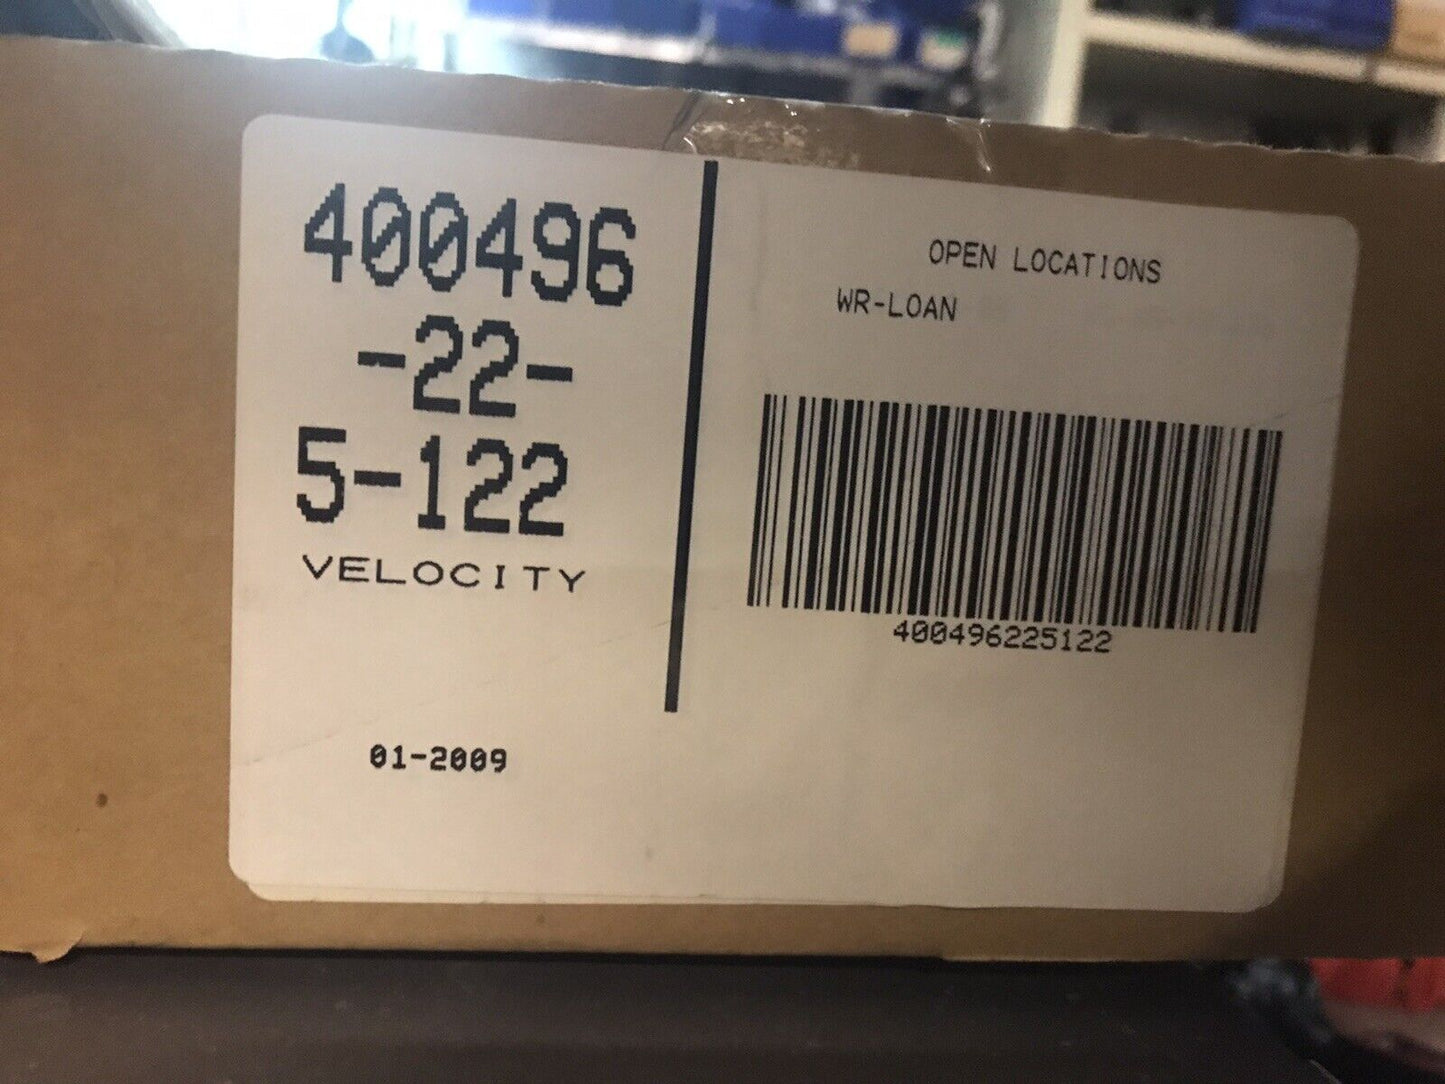 400496
-22-
5-122
VELOCITY
01-2009
OPEN LOCATIONS
WR-LOAN
400496225122